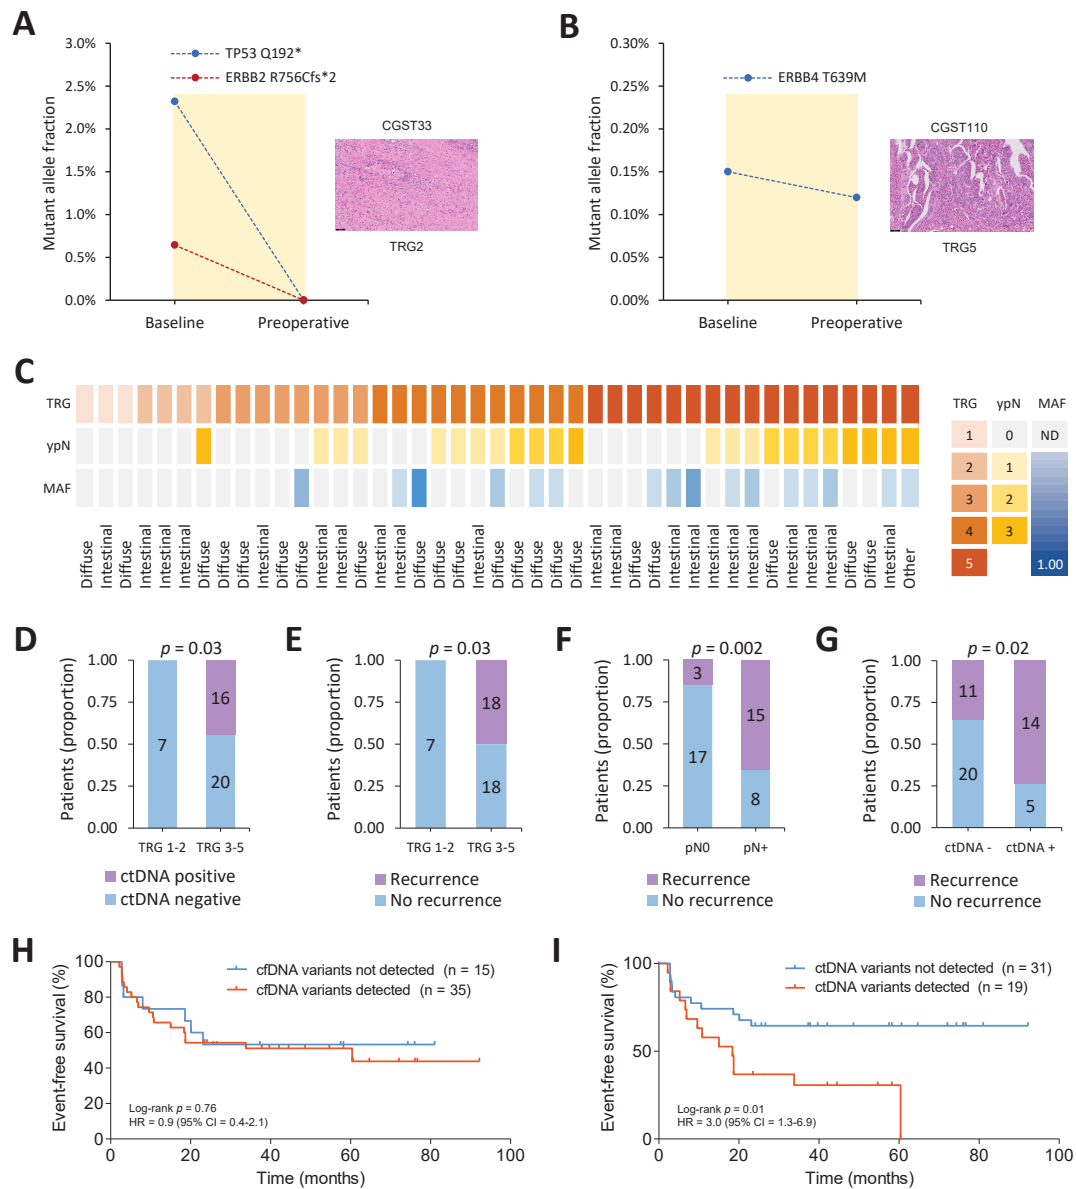 A
3.0%
2.5%
2.0%
1.5%
1.0%
0.5%
0.0%
Mutant allele fraction
TP53 Q192*
ERBB2 R756Cfs*2
CGST33
TRG2
Baseline
Preoperative
B
0.30%
0.25%
0.20%
0.15%
0.10%
0.05%
0.00%
Mutant allele fraction
ERBB4 T639M
CGST110
TRG5
Baseline
Preoperative
C
TRG
ypN
MAF
Diffuse
Intestinal
Diffuse
Intestinal
Intestinal
Intestinal
Diffuse
Diffuse
Diffuse
Intestinal
Diffuse
Diffuse
Intestinal
Intestinal
Diffuse
Intestinal
Intestinal
Diffuse
Diffuse
Diffuse
Intestinal
Diffuse
Diffuse
Diffuse
Diffuse
Diffuse
Intestinal
Intestinal
Diffuse
Diffuse
Intestinal
Intestinal
Diffuse
Intestinal
Intestinal
Diffuse
Intestinal
Intestinal
Intestinal
Diffuse
Diffuse
Intestinal
Other
TRG ypN MAF
1 0 ND
2 1
3 2
4 3
5 1.00
D
p = 0.03
1.00
0.75
0.50
0.25
0.00
Patients (proportion)
7
16
20
TRG 1-2 TRG 3-5
ctDNA positive
ctDNA negative
E
p = 0.03
1.00
0.75
0.50
0.25
0.00
Patients (proportion)
7
18
18
TRG 1-2 TRG 3-5
Recurrence
No recurrence
F
p = 0.002
1.00
0.75
0.50
0.25
0.00
Patients (proportion)
3
17
15
8
pN0 pN+
Recurrence
No recurrence
G
p = 0.02
1.00
0.75
0.50
0.25
0.00
Patients (proportion)
11
20
14
5
ctDNA - ctDNA +
Recurrence
No recurrence
H
100
80
60
40
20
0
Event-free survival (%)
cfDNA variants not detected (n = 15)
cfDNA variants detected (n = 35)
Log-rank p = 0.76
HR = 0.9 (95% CI = 0.4-2.1)
0 20 40 60 80 100
Time (months)
I
100
50
0
Event-free survival (%)
ctDNA variants not detected (n = 31)
ctDNA variants detected (n = 19)
Log-rank p = 0.01
HR = 3.0 (95% CI = 1.3-6.9)
0 20 40 60 80 100
Time (months)